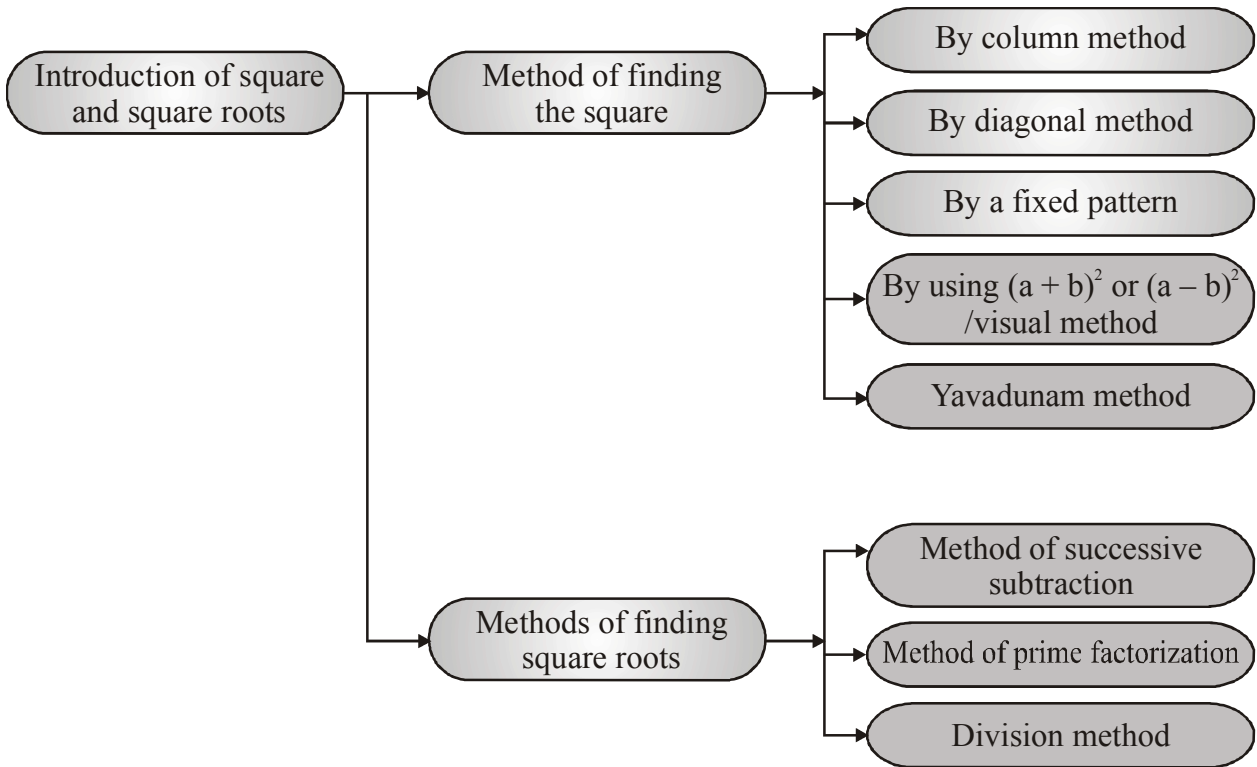 Introduction of square
and square roots
Method of finding
the square
By column method
By diagonal method
By a fixed pattern
By using (a + b)² or (a – b)²
/visual method
Yavadunam method
Methods of finding
square roots
Method of successive
subtraction
Method of prime factorization
Division method